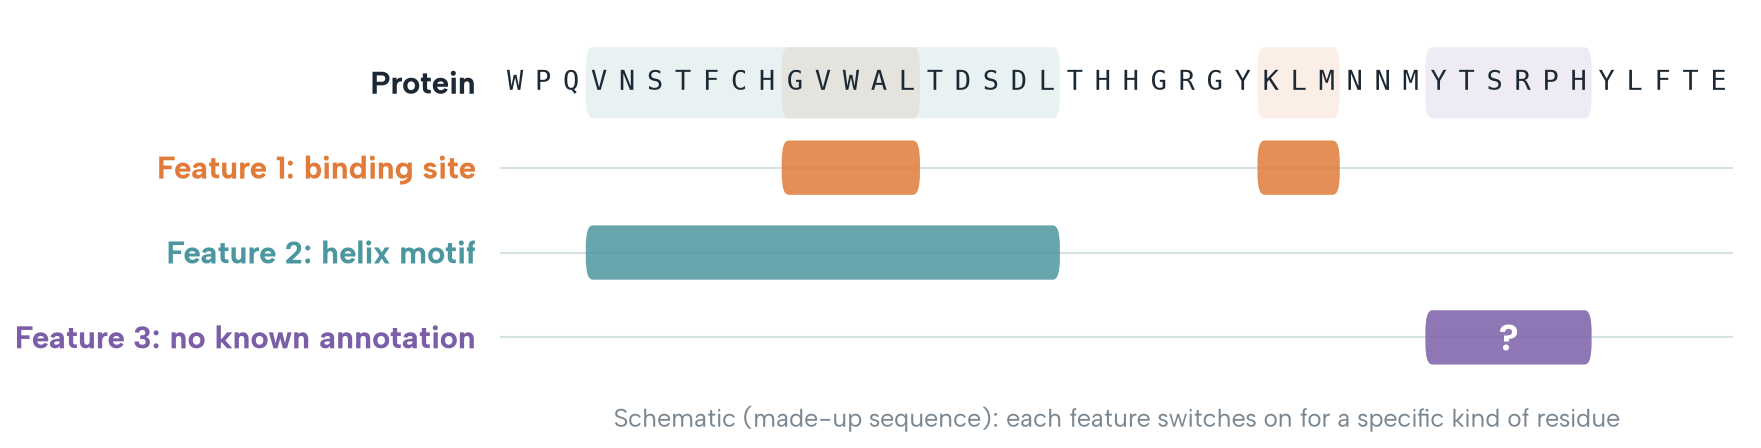 Protein W P Q V N S T F C H G V W A L T D S D L T H H G R G Y K L M N N M Y T S R P H Y L F T E
Feature 1: binding site
Feature 2: helix motif
Feature 3: no known annotation ?
Schematic (made-up sequence): each feature switches on for a specific kind of residue